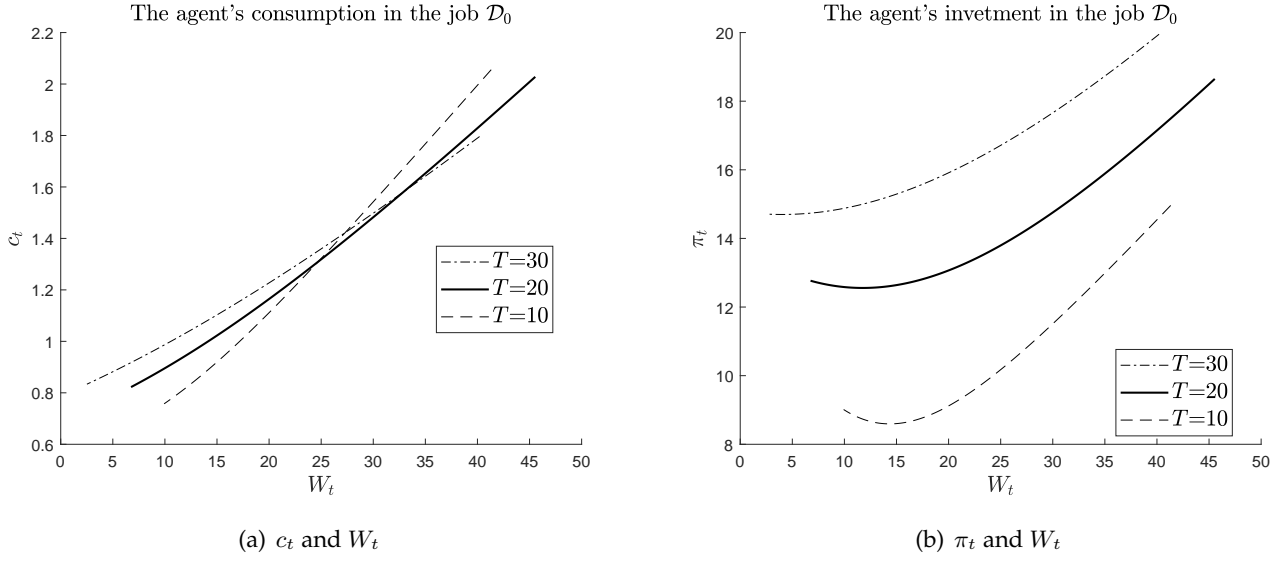 The agent's consumption in the job 𝒟₀
2.2
2
1.8
1.6
1.4
1.2
1
0.8
0.6
c_t
0 5 10 15 20 25 30 35 40 45 50
W_t
T=30
T=20
T=10
(a) c_t and W_t
The agent's invetment in the job 𝒟₀
20
18
16
14
12
10
8
π_t
0 5 10 15 20 25 30 35 40 45 50
W_t
T=30
T=20
T=10
(b) π_t and W_t